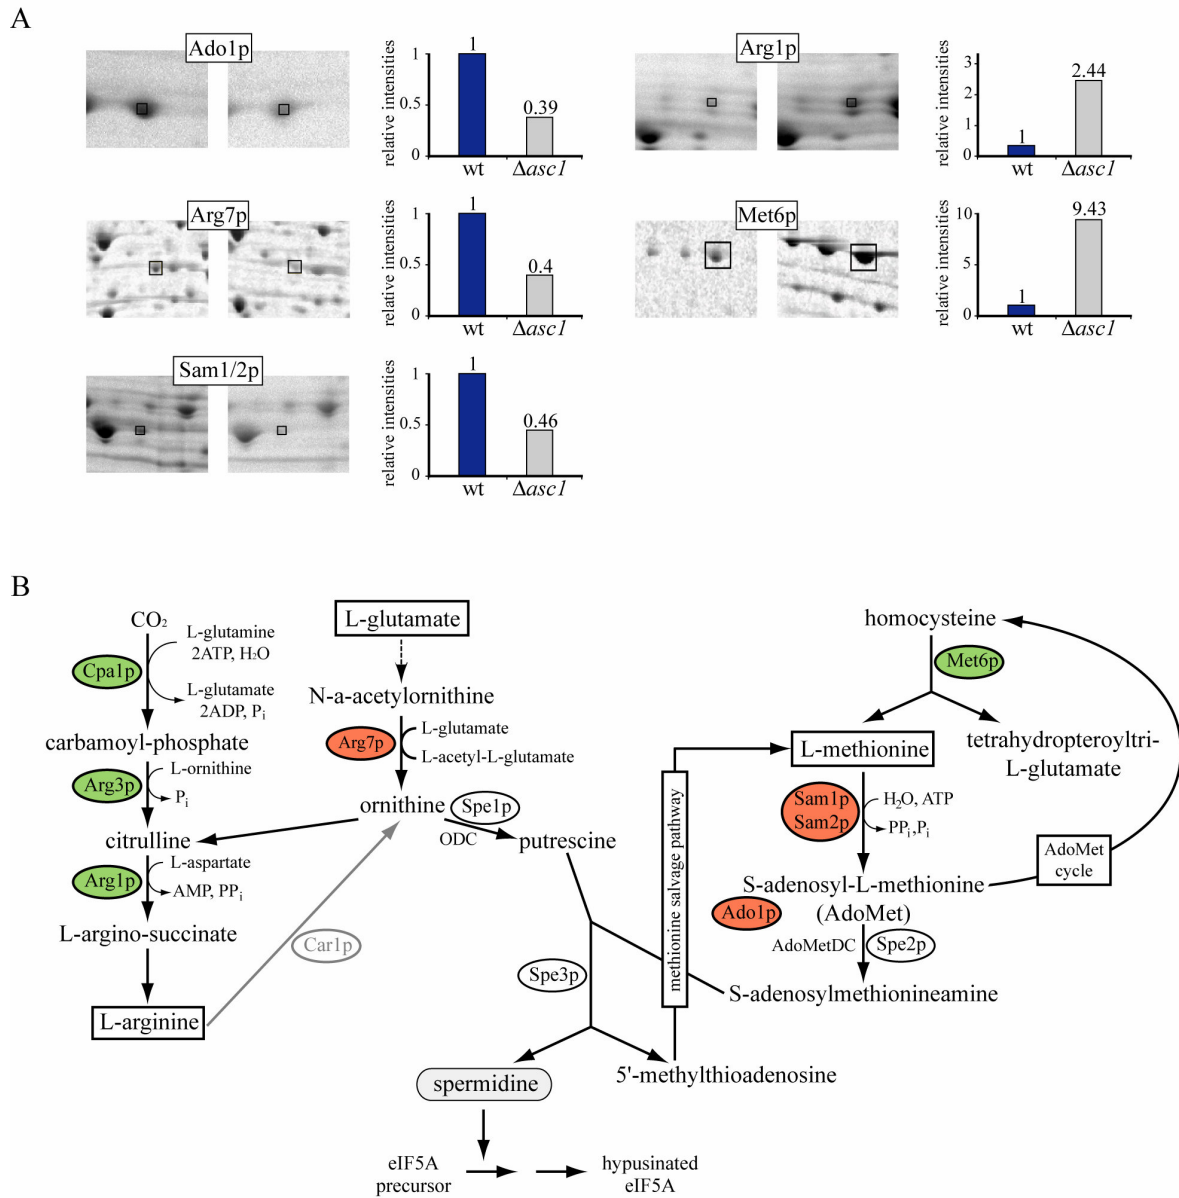 A
Ado1p
relative intensities
1
0.5
0
1
0.39
wt
Δasc1
Arg1p
relative intensities
3
2
1
0
1
2.44
wt
Δasc1
Arg7p
relative intensities
1
0.5
0
1
0.4
wt
Δasc1
Met6p
relative intensities
10
5
0
1
9.43
wt
Δasc1
Sam1/2p
relative intensities
1
0.5
0
1
0.46
wt
Δasc1
B
CO₂
L-glutamine
2ATP, H₂O
Cpa1p
L-glutamate
2ADP, Pᵢ
carbamoyl-phosphate
Arg3p
L-ornithine
Pᵢ
citrulline
Arg1p
L-aspartate
AMP, PPᵢ
L-argino-succinate
L-arginine
Car1p
L-glutamate
N-a-acetylornithine
Arg7p
L-glutamate
L-acetyl-L-glutamate
ornithine
Spe1p
ODC
putrescine
Spe3p
spermidine
eIF5A
precursor
hypusinated
eIF5A
methionine salvage pathway
5'-methylthioadenosine
homocysteine
Met6p
L-methionine
tetrahydropteroyltri-
L-glutamate
Sam1p
Sam2p
H₂O, ATP
PPᵢ,Pᵢ
AdoMet
cycle
S-adenosyl-L-methionine
(AdoMet)
Ado1p
AdoMetDC
Spe2p
S-adenosylmethionineamine